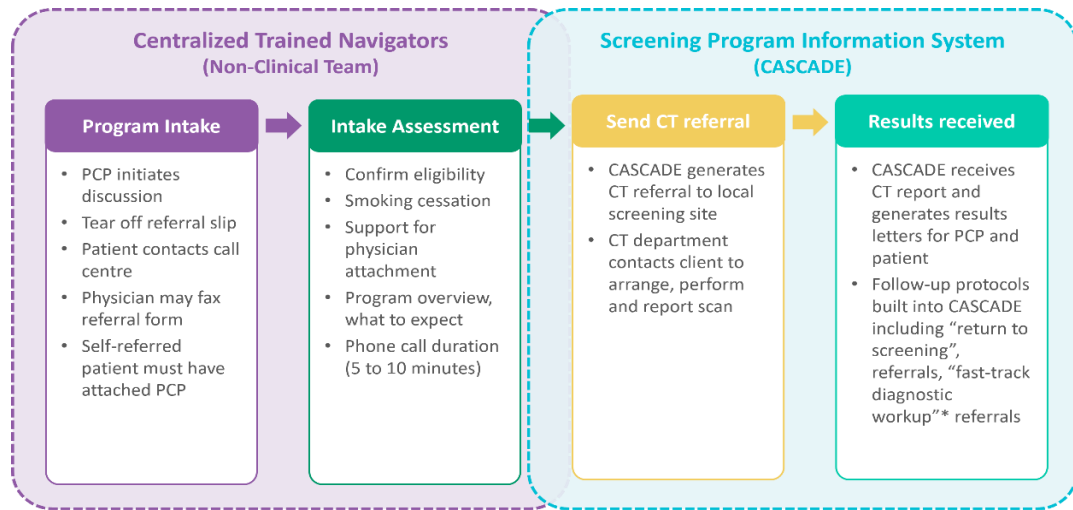 Centralized Trained Navigators
(Non-Clinical Team)
Screening Program Information System
(CASCADE)
Program Intake
• PCP initiates
discussion
• Tear off referral slip
• Patient contacts call
centre
• Physician may fax
referral form
• Self-referred
patient must have
attached PCP
Intake Assessment
• Confirm eligibility
• Smoking cessation
• Support for
physician
attachment
• Program overview,
what to expect
• Phone call duration
(5 to 10 minutes)
Send CT referral
• CASCADE generates
CT referral to local
screening site
• CT department
contacts client to
arrange, perform
and report scan
Results received
• CASCADE receives
CT report and
generates results
letters for PCP and
patient
• Follow-up protocols
built into CASCADE
including “return to
screening”,
referrals, “fast-track
diagnostic
workup”* referrals